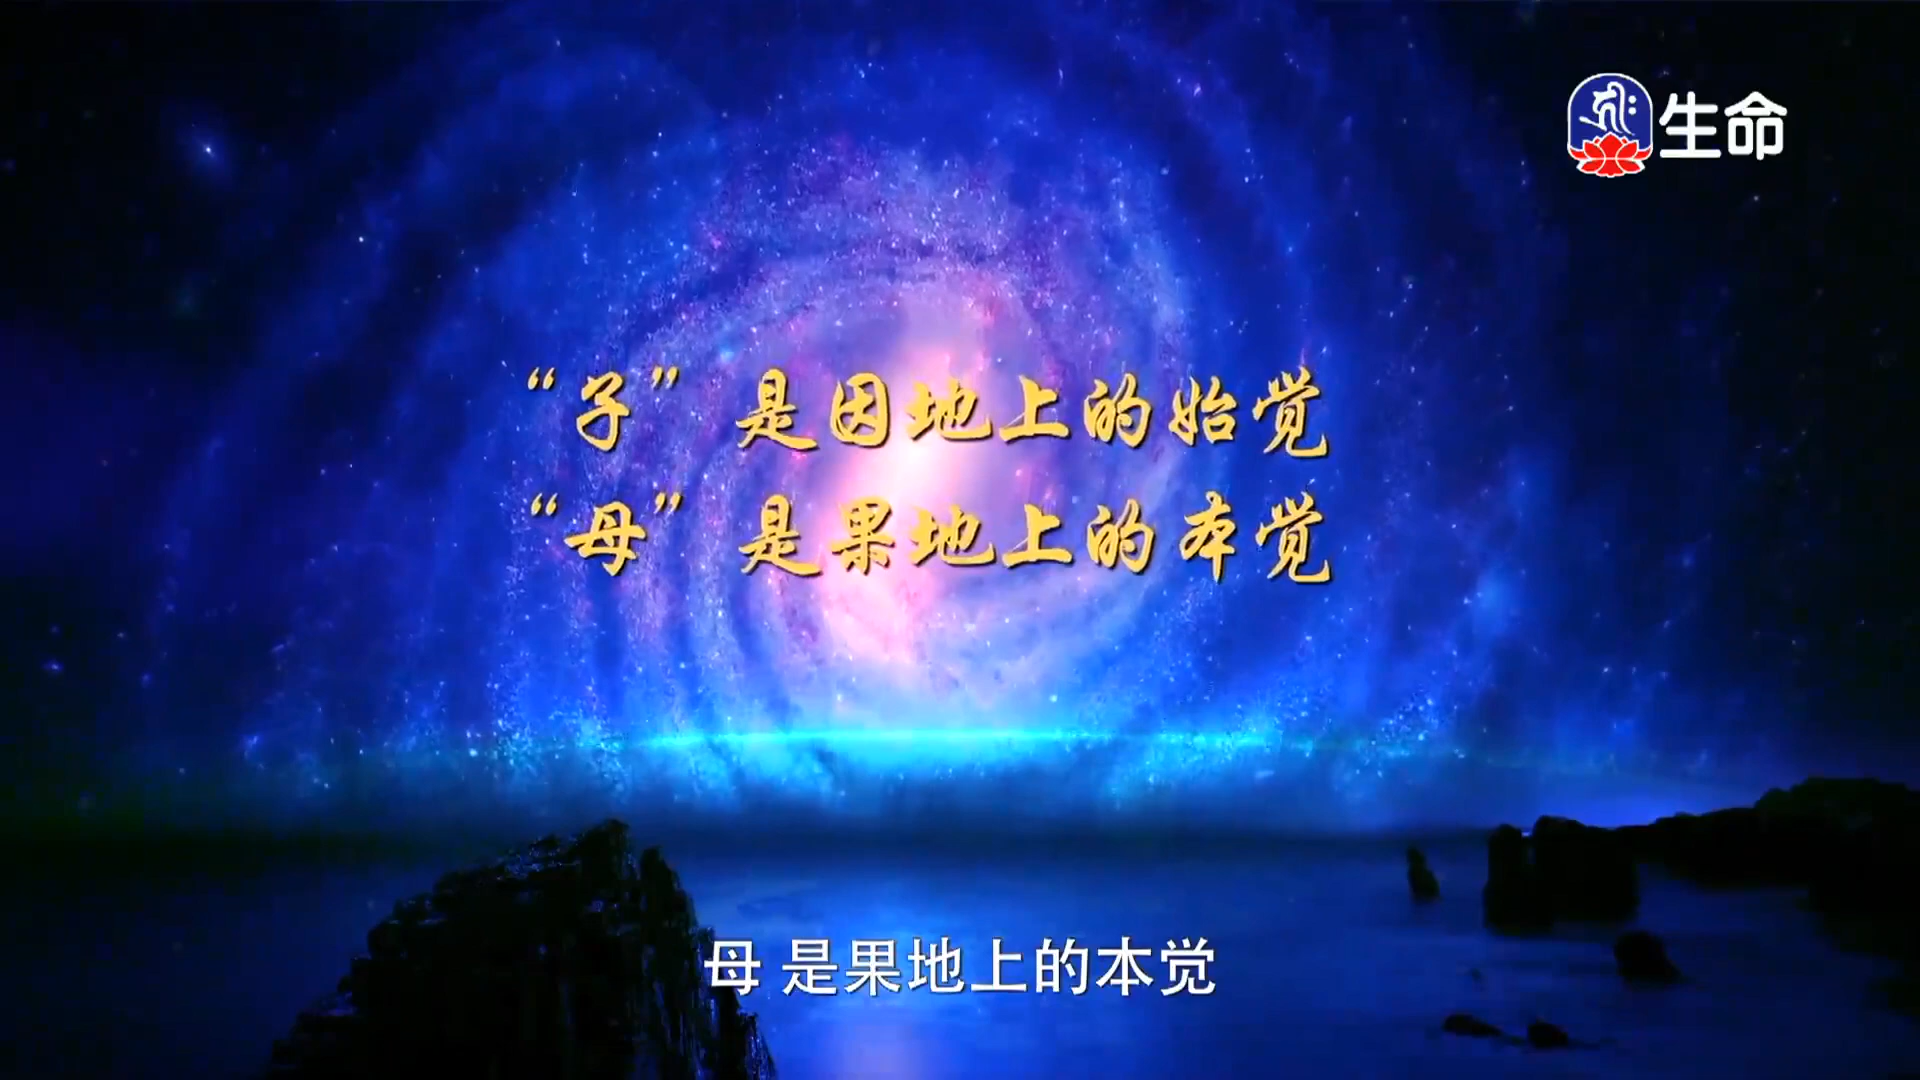 生命
“子”是因地上的始觉
“母”是果地上的本觉
母 是果地上的本觉